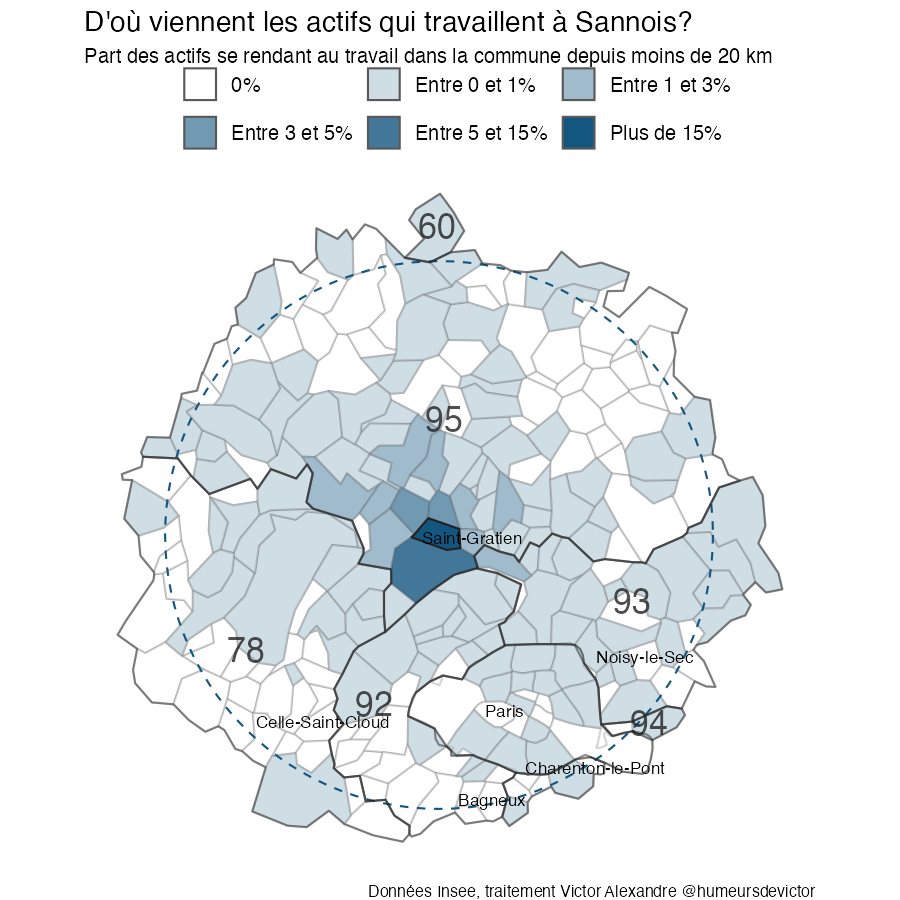 D'où viennent les actifs qui travaillent à Sannois?
Part des actifs se rendant au travail dans la commune depuis moins de 20 km
0% Entre 0 et 1% Entre 1 et 3%
Entre 3 et 5% Entre 5 et 15% Plus de 15%
60
95
Saint-Gratien
93
78
Noisy-le-Sec
92
Paris
Celle-Saint-Cloud
94
Charenton-le-Pont
Bagneux
Données Insee, traitement Victor Alexandre @humeursdevictor